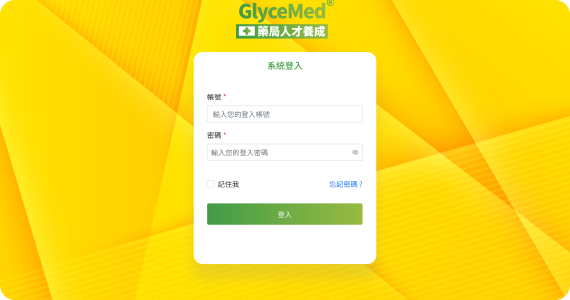 GlyceMed®
藥局人才養成
系統登入
帳號 *
輸入您的登入帳號
密碼 *
輸入您的登入密碼
記住我 忘記密碼 ?
登入